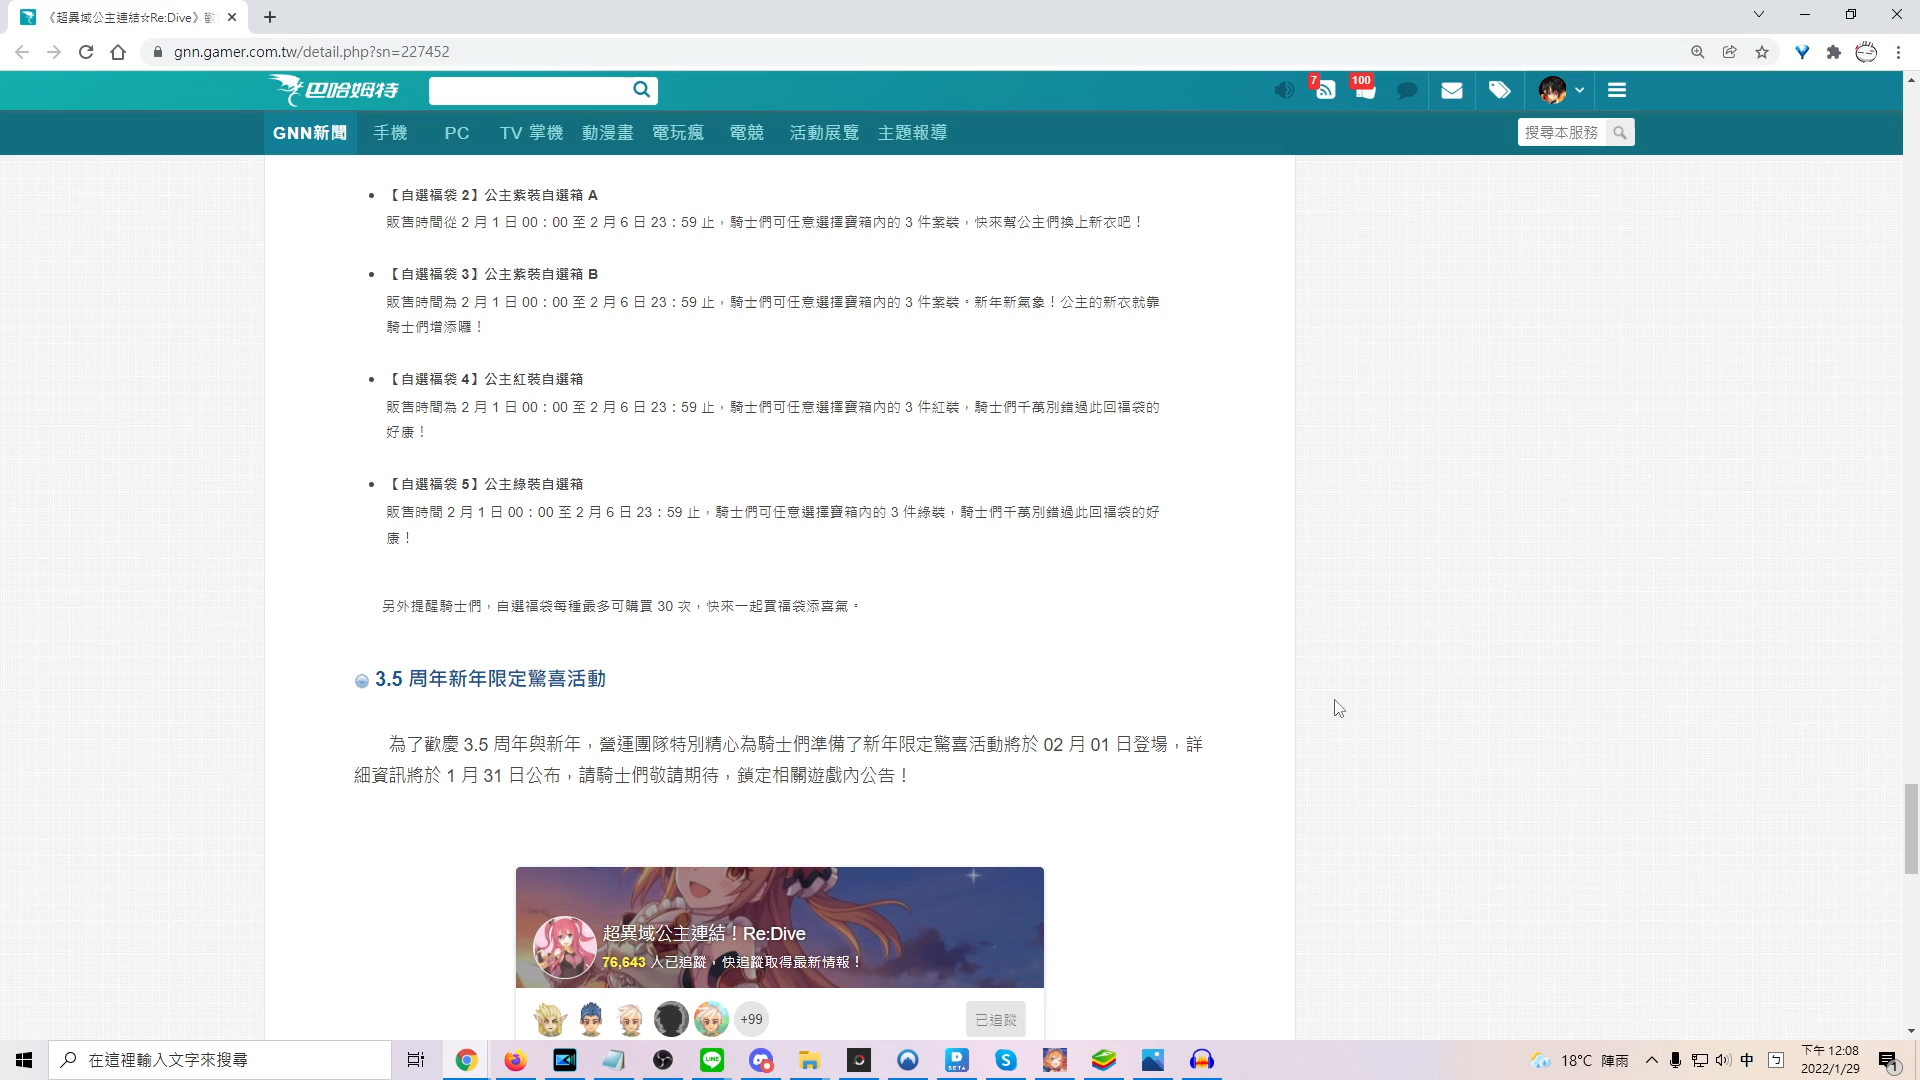 《超異域公主連結☆Re:Dive》歡
gnn.gamer.com.tw/detail.php?sn=227452
巴哈姆特
7
100
GNN新聞 手機 PC TV 掌機 動漫畫 電玩瘋 電競 活動展覽 主題報導
搜尋本服務
【自選福袋 2】公主紫裝自選箱 A
販售時間從 2 月 1 日 00：00 至 2 月 6 日 23：59 止，騎士們可任意選擇寶箱內的 3 件紫裝，快來幫公主們換上新衣吧！
【自選福袋 3】公主紫裝自選箱 B
販售時間為 2 月 1 日 00：00 至 2 月 6 日 23：59 止，騎士們可任意選擇寶箱內的 3 件紫裝。新年新氣象！公主的新衣就靠
騎士們增添囉！
【自選福袋 4】公主紅裝自選箱
販售時間為 2 月 1 日 00：00 至 2 月 6 日 23：59 止，騎士們可任意選擇寶箱內的 3 件紅裝，騎士們千萬別錯過此回福袋的
好康！
【自選福袋 5】公主綠裝自選箱
販售時間 2 月 1 日 00：00 至 2 月 6 日 23：59 止，騎士們可任意選擇寶箱內的 3 件綠裝，騎士們千萬別錯過此回福袋的好
康！
另外提醒騎士們，自選福袋每種最多可購買 30 次，快來一起買福袋添喜氣。
3.5 周年新年限定驚喜活動
為了歡慶 3.5 周年與新年，營運團隊特別精心為騎士們準備了新年限定驚喜活動將於 02 月 01 日登場，詳
細資訊將於 1 月 31 日公布，請騎士們敬請期待，鎖定相關遊戲內公告！
超異域公主連結！Re:Dive
76,643 人已追蹤，快追蹤取得最新情報！
+99
已追蹤
在這裡輸入文字來搜尋
LINE
BETA
18°C 陣雨
中
下午 12:08
2022/1/29
1